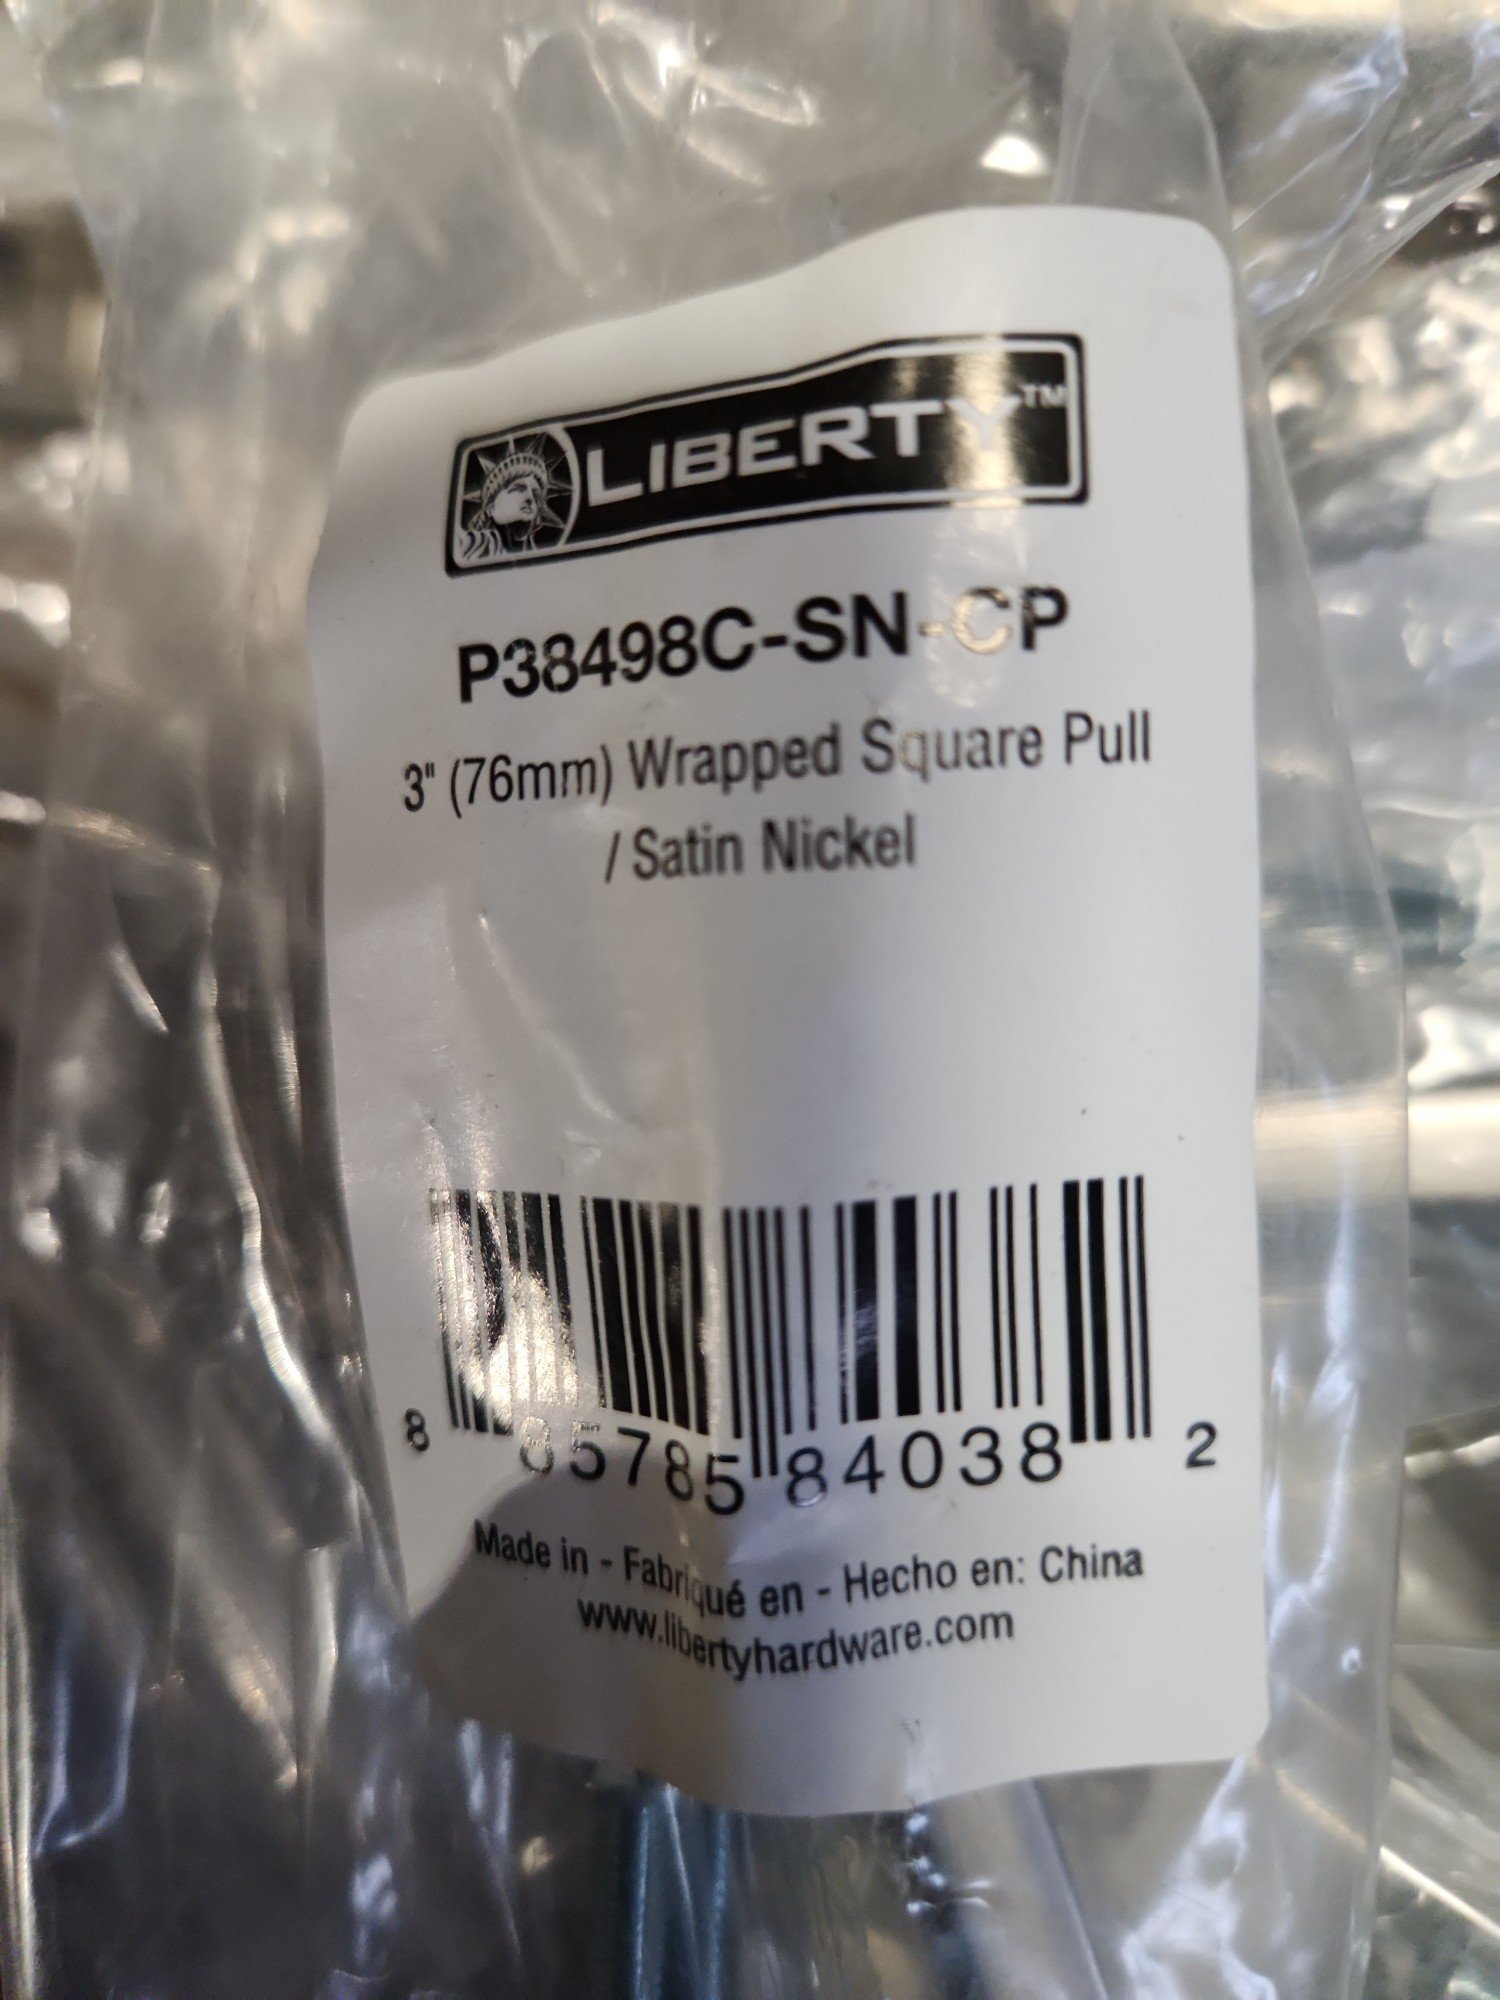 LIBERTY™
P38498C-SN-CP
3" (76mm) Wrapped Square Pull
/ Satin Nickel
8 85785 84038 2
Made in - Fabriqué en - Hecho en: China
www.libertyhardware.com